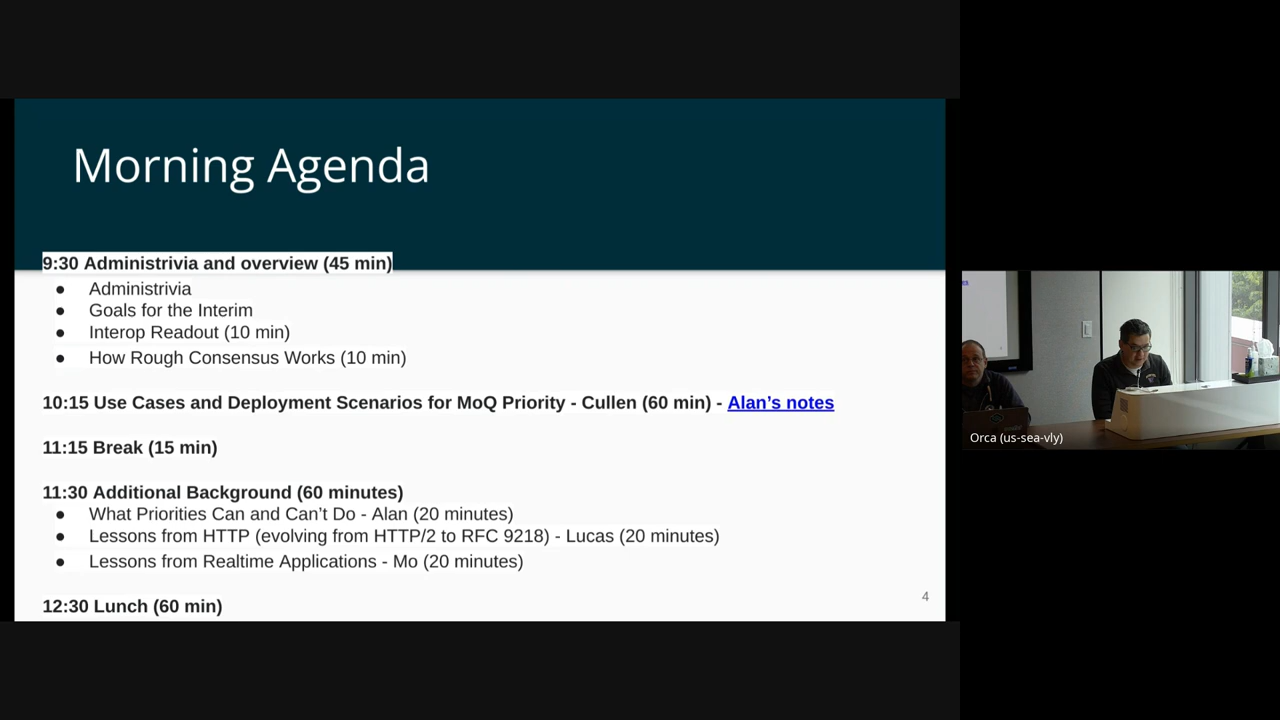 Morning Agenda
9:30 Administrivia and overview (45 min)
● Administrivia
● Goals for the Interim
● Interop Readout (10 min)
● How Rough Consensus Works (10 min)
10:15 Use Cases and Deployment Scenarios for MoQ Priority - Cullen (60 min) - Alan’s notes
11:15 Break (15 min)
11:30 Additional Background (60 minutes)
● What Priorities Can and Can’t Do - Alan (20 minutes)
● Lessons from HTTP (evolving from HTTP/2 to RFC 9218) - Lucas (20 minutes)
● Lessons from Realtime Applications - Mo (20 minutes)
12:30 Lunch (60 min)
4
Orca (us-sea-vly)